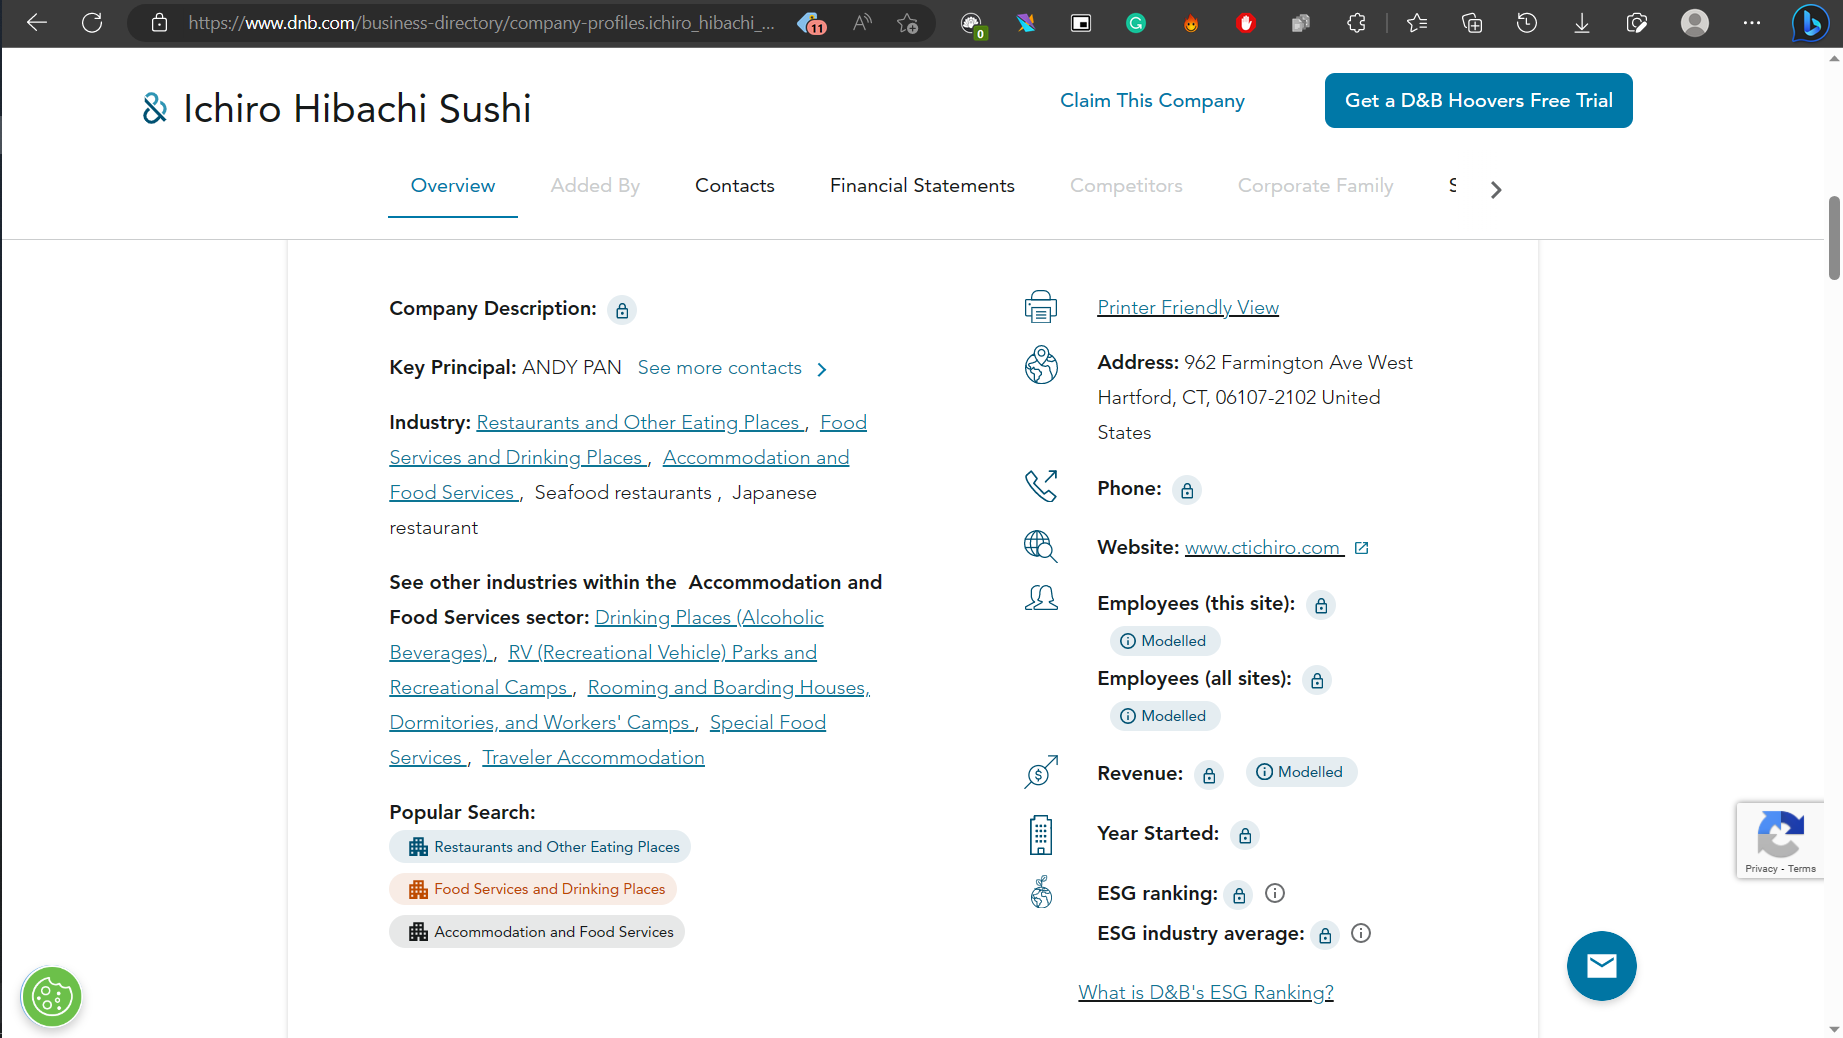 https://www.dnb.com/business-directory/company-profiles.ichiro_hibachi_...
11
0
Ichiro Hibachi Sushi
Claim This Company
Get a D&B Hoovers Free Trial
Overview
Added By
Contacts
Financial Statements
Competitors
Corporate Family
Company Description:
Key Principal: ANDY PAN See more contacts
Industry: Restaurants and Other Eating Places , Food
Services and Drinking Places , Accommodation and
Food Services , Seafood restaurants , Japanese
restaurant
See other industries within the Accommodation and
Food Services sector: Drinking Places (Alcoholic
Beverages) , RV (Recreational Vehicle) Parks and
Recreational Camps , Rooming and Boarding Houses,
Dormitories, and Workers' Camps , Special Food
Services , Traveler Accommodation
Popular Search:
Restaurants and Other Eating Places
Food Services and Drinking Places
Accommodation and Food Services
Printer Friendly View
Address: 962 Farmington Ave West
Hartford, CT, 06107-2102 United
States
Phone:
Website: www.ctichiro.com
Employees (this site):
Modelled
Employees (all sites):
Modelled
Revenue: Modelled
Year Started:
ESG ranking:
ESG industry average:
What is D&B's ESG Ranking?
Privacy - Terms